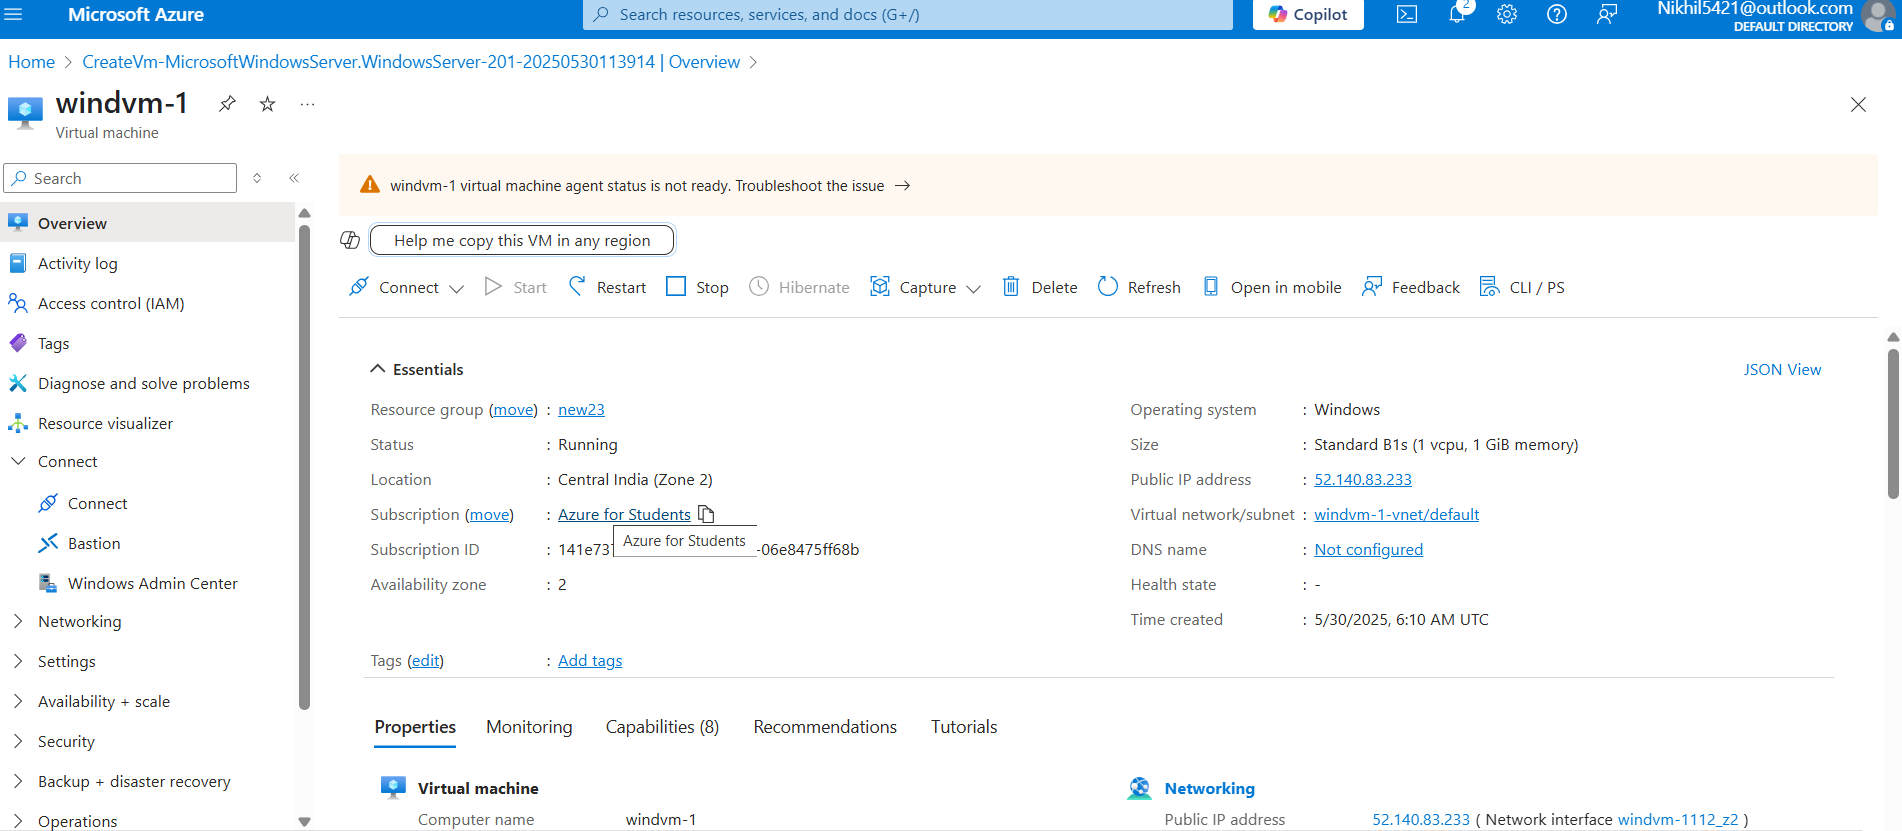 Microsoft Azure
Search resources, services, and docs (G+/)
Copilot
2
Nikhil5421@outlook.com
DEFAULT DIRECTORY
Home > CreateVm-MicrosoftWindowsServer.WindowsServer-201-20250530113914 | Overview >
windvm-1
Virtual machine
Search
Overview
Activity log
Access control (IAM)
Tags
Diagnose and solve problems
Resource visualizer
Connect
Connect
Bastion
Windows Admin Center
Networking
Settings
Availability + scale
Security
Backup + disaster recovery
Operations
windvm-1 virtual machine agent status is not ready. Troubleshoot the issue →
Help me copy this VM in any region
Connect Start Restart Stop Hibernate Capture Delete Refresh Open in mobile Feedback CLI / PS
Essentials
JSON View
Resource group (move) : new23
Status : Running
Location : Central India (Zone 2)
Subscription (move) : Azure for Students
Azure for Students
Subscription ID : 141e73 -06e8475ff68b
Availability zone : 2
Operating system : Windows
Size : Standard B1s (1 vcpu, 1 GiB memory)
Public IP address : 52.140.83.233
Virtual network/subnet : windvm-1-vnet/default
DNS name : Not configured
Health state : -
Time created : 5/30/2025, 6:10 AM UTC
Tags (edit) : Add tags
Properties Monitoring Capabilities (8) Recommendations Tutorials
Virtual machine
Computer name windvm-1
Networking
Public IP address 52.140.83.233 ( Network interface windvm-1112_z2 )